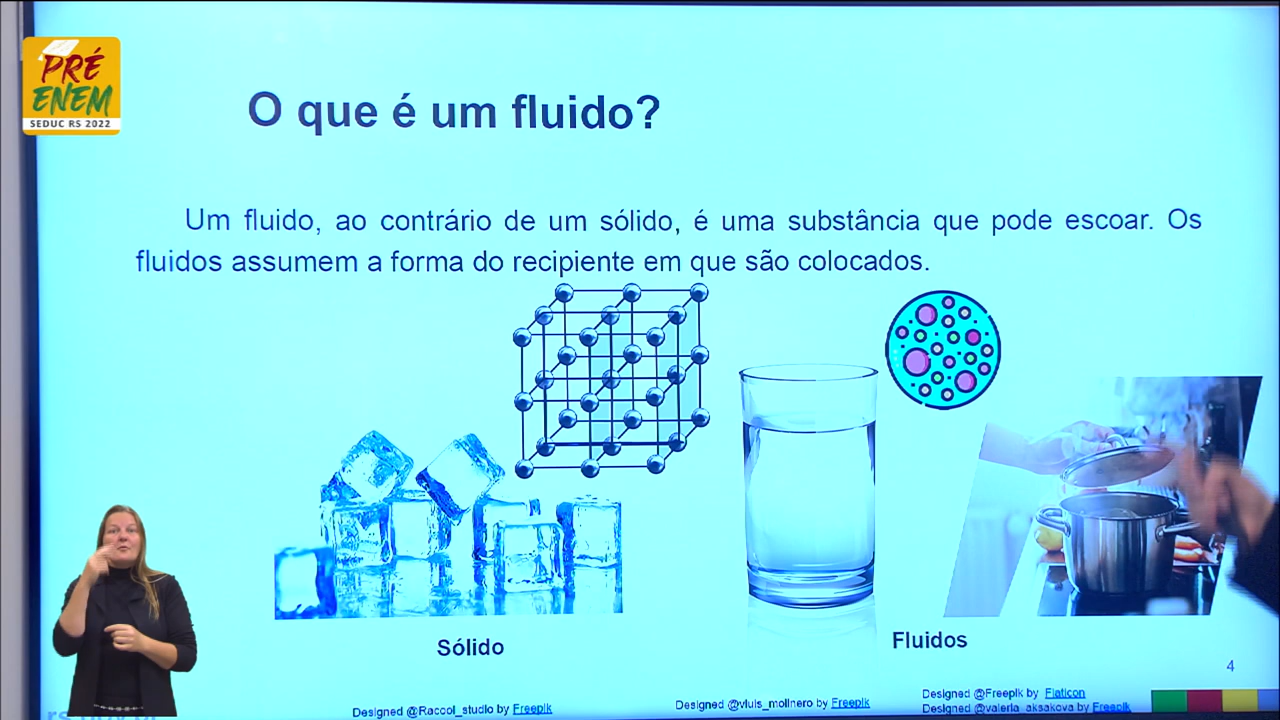 PRÉ
ENEM
SEDUC RS 2022
O que é um fluido?
Um fluido, ao contrário de um sólido, é uma substância que pode escoar. Os
fluidos assumem a forma do recipiente em que são colocados.
Sólido
Fluidos
4
Designed @Racool_studio by Freepik
Designed @vluis_molinero by Freepik
Designed @Freepik by Flaticon
Designed @valeria_aksakova by Freepik